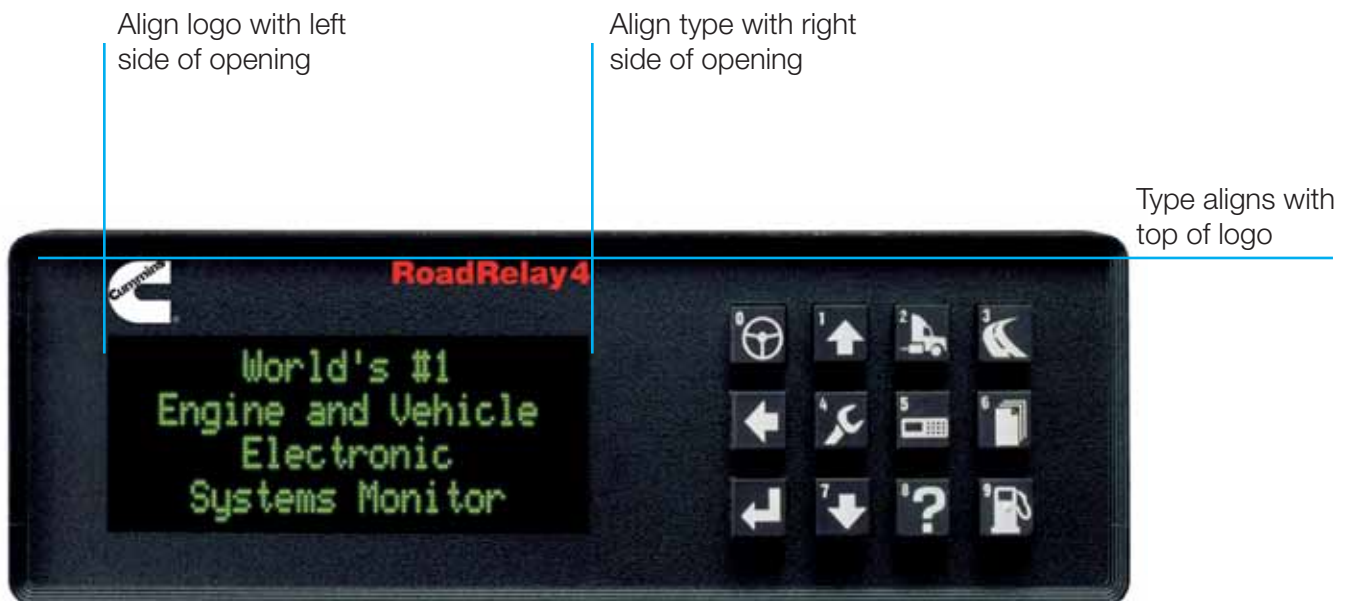 Align logo with left
side of opening
Align type with right
side of opening
Type aligns with
top of logo
Cummins
RoadRelay4
World's #1
Engine and Vehicle
Electronic
Systems Monitor
0 1 2 3
4 5 6
7 8 ? 9